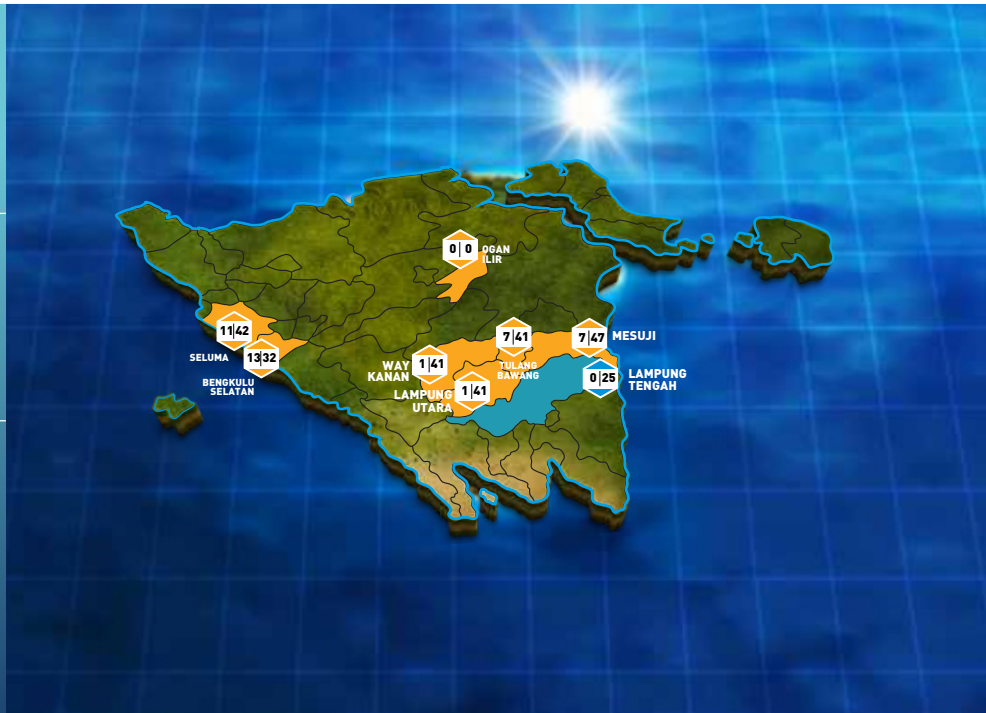 0|0
OGAN
ILIR
11|42
SELUMA
13|32
BENGKULU
SELATAN
WAY
KANAN
1|41
LAMPUNG
UTARA
1|41
7|41
TULANG
BAWANG
7|47
MESUJI
0|25
LAMPUNG
TENGAH